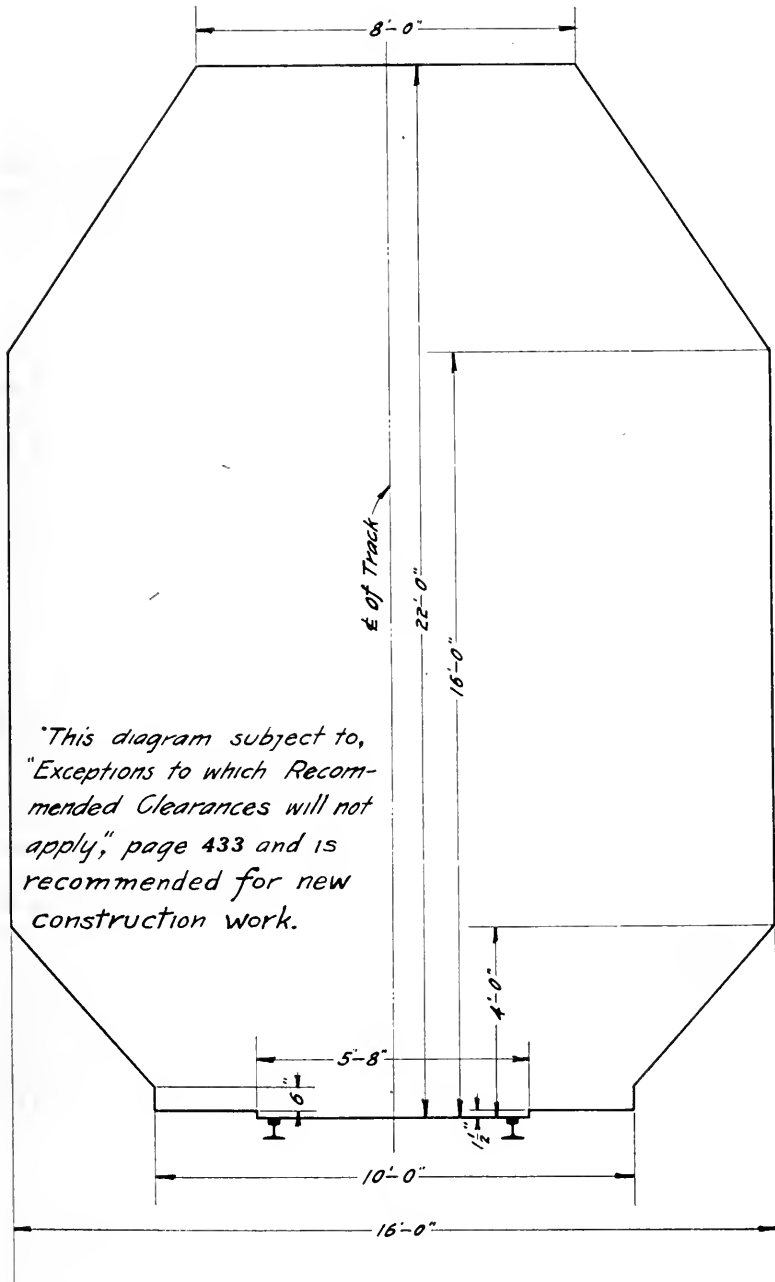 8'-0"
℄ Of Track
22'-0"
16'-0"
"This diagram subject to,
"Exceptions to which Recom-
mended Clearances will not
apply," page 433 and is
recommended for new
construction work.
4'-0"
5'-8"
6"
1½"
10'-0"
16'-0"